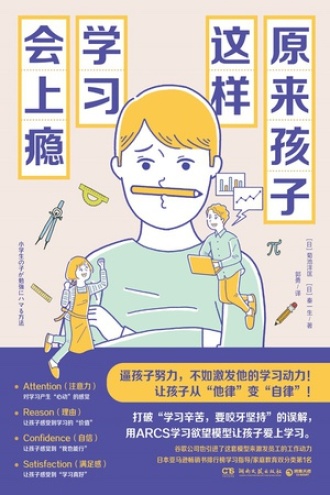 原来孩子
这样
学习
会上瘾
[日]菊池洋匡 [日]秦一生 著
郭勇 译
小学生の子が勉強にハマる方法
π
逼孩子努力，不如激发他的学习动力！
让孩子从“他律”变“自律”！
Attention（注意力）
对学习产生“心动”的感觉
Reason（理由）
让孩子感受到学习的“价值”
Confidence（自信）
让孩子感觉到“我也能行”
Satisfaction（满足感）
让孩子感受到“学习真好”
打破“学习辛苦，要咬牙坚持”的误解，
用ARCS学习欲望模型让孩子爱上学习。
谷歌公司也引进了这套模型来激发员工的工作动力
日本亚马逊畅销书排行榜学习指导/家庭教育双分类第1名
湖南文艺出版社
博集天卷